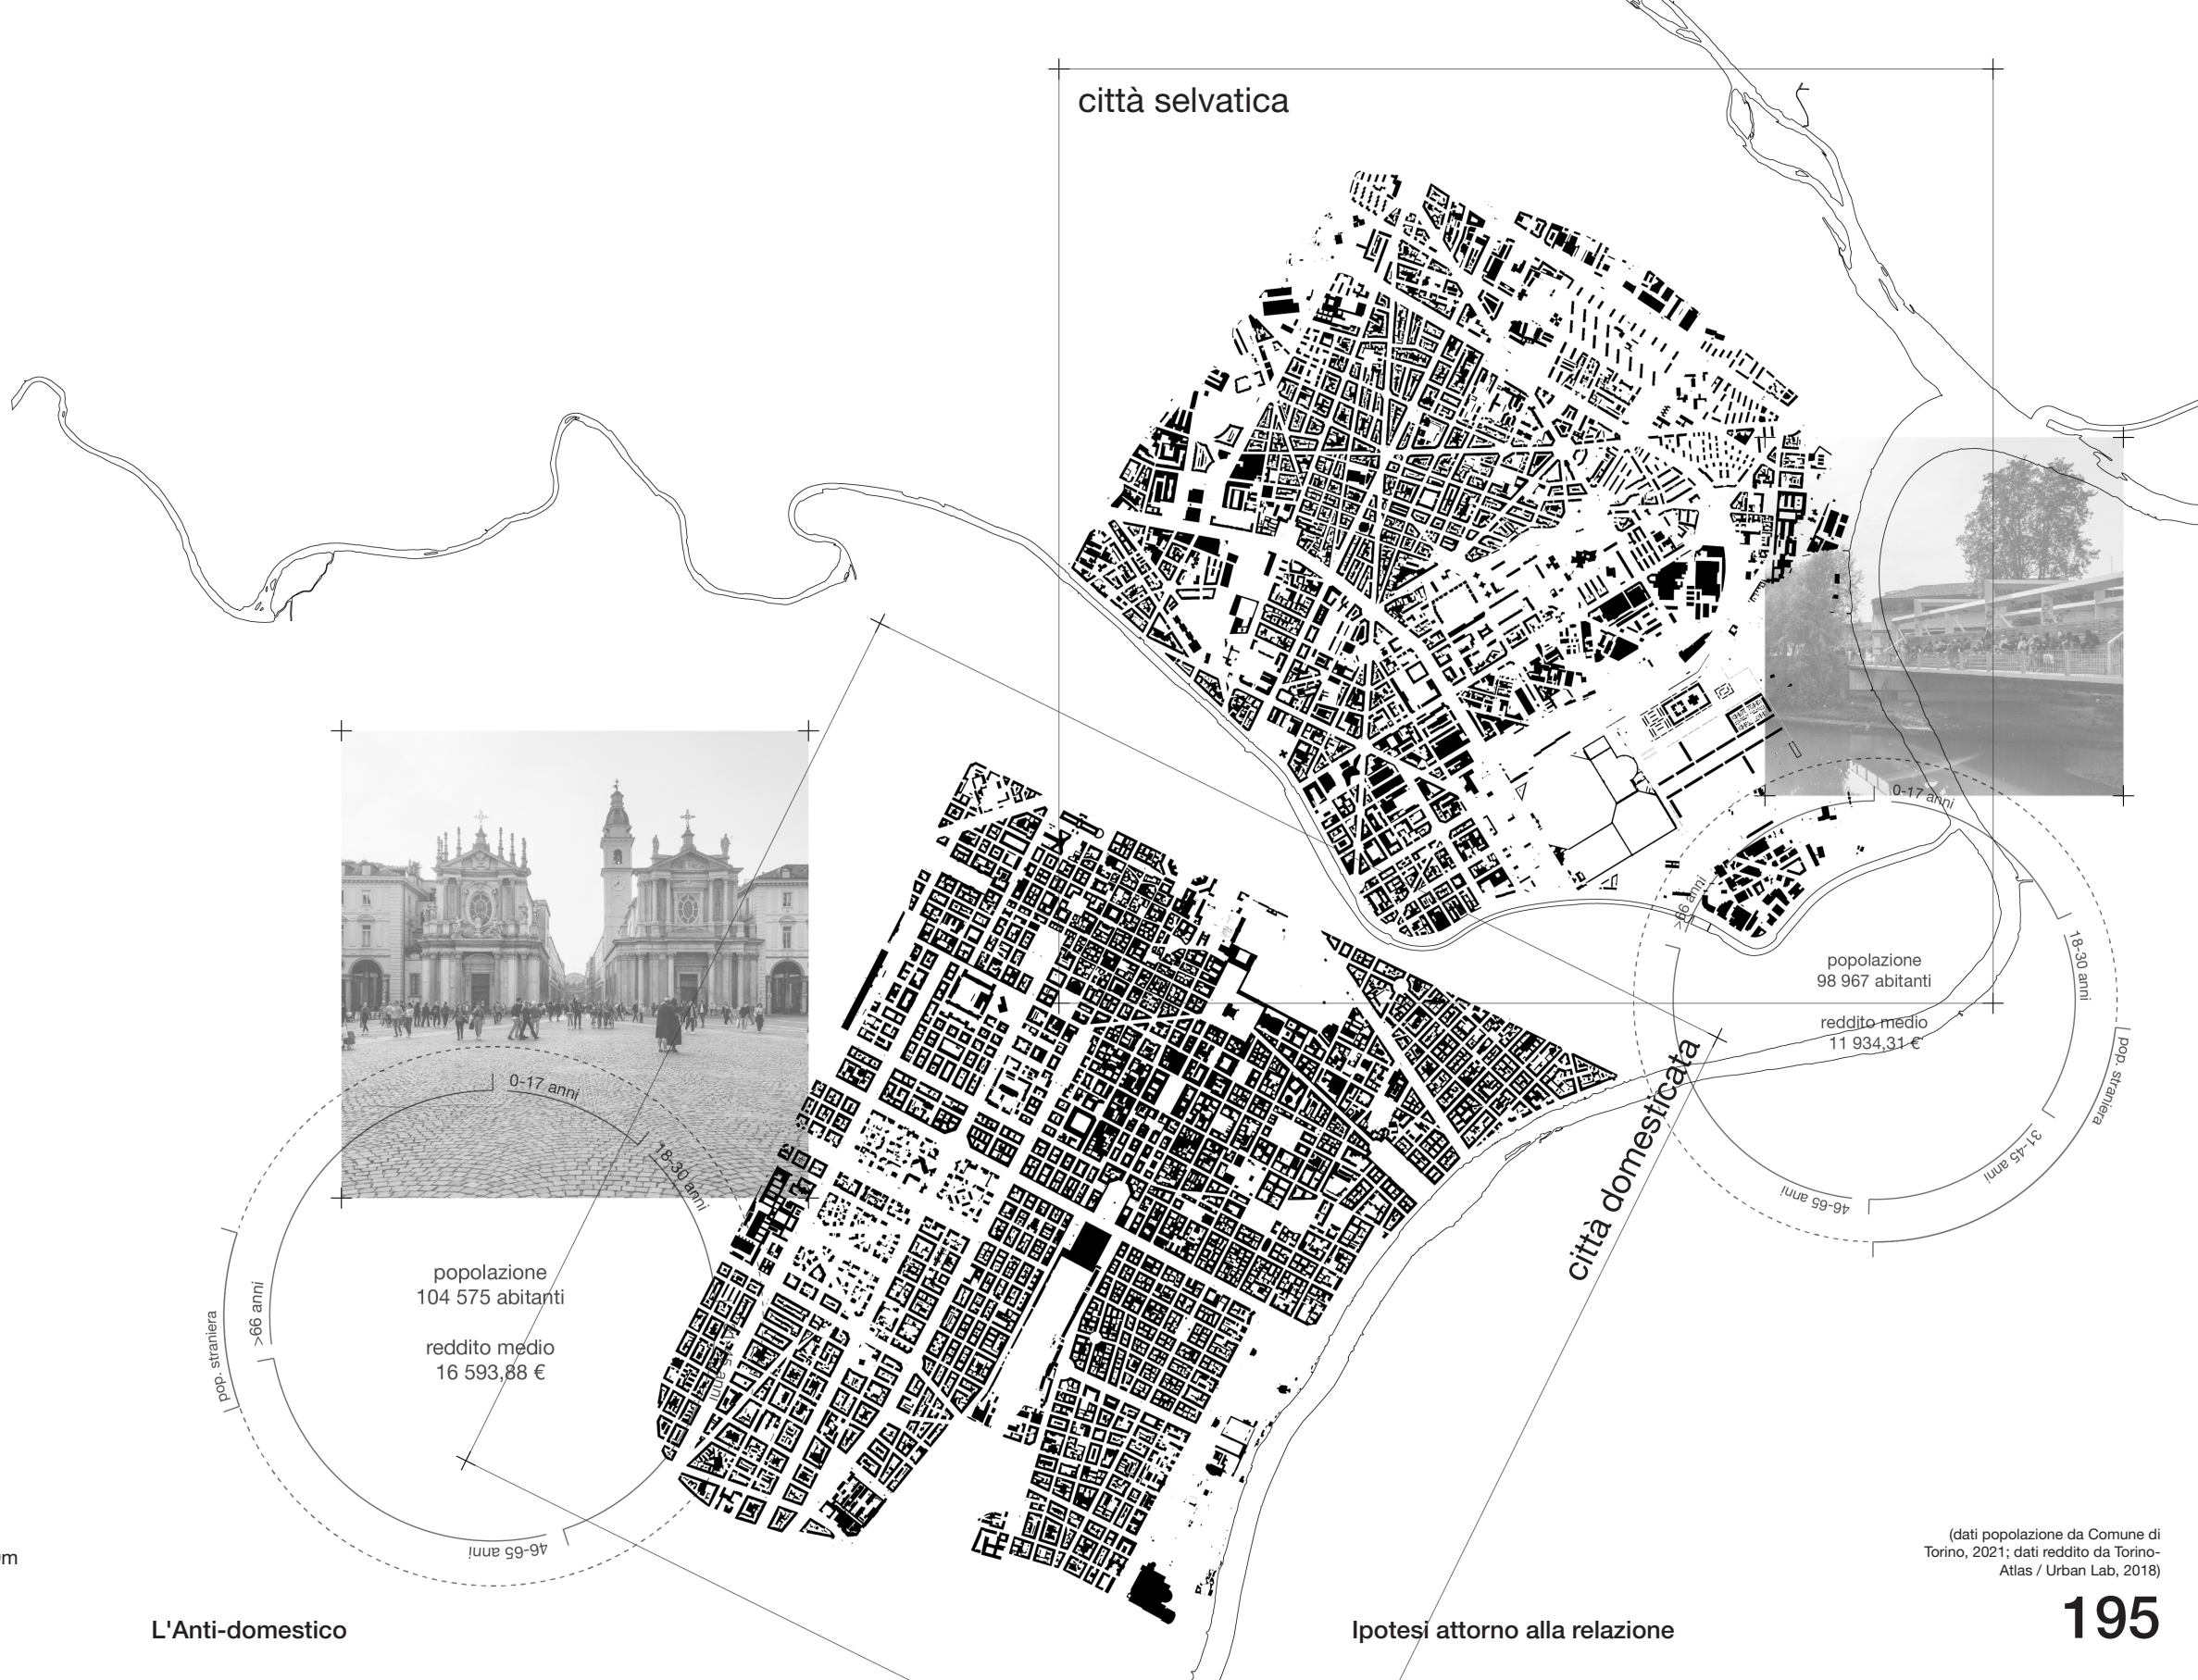 città selvatica
0-17 anni
>66 anni
18-30 anni
popolazione
98 967 abitanti
reddito medio
11 934,31 €
pop. straniera
31-45 anni
46-65 anni
città domesticata
0-17 anni
18-30 anni
popolazione
104 575 abitanti
>66 anni
pop. straniera
reddito medio
16 593,88 €
anni
46-65 anni
(dati popolazione da Comune di
Torino, 2021; dati reddito da Torino-
Atlas / Urban Lab, 2018)
L'Anti-domestico
Ipotesi attorno alla relazione
195